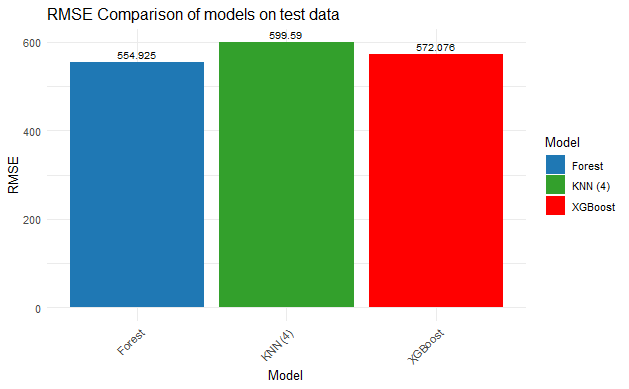 RMSE Comparison of models on test data
RMSE
600
400
200
0
554.925
599.59
572.076
Forest
KNN (4)
XGBoost
Model
Model
Forest
KNN (4)
XGBoost